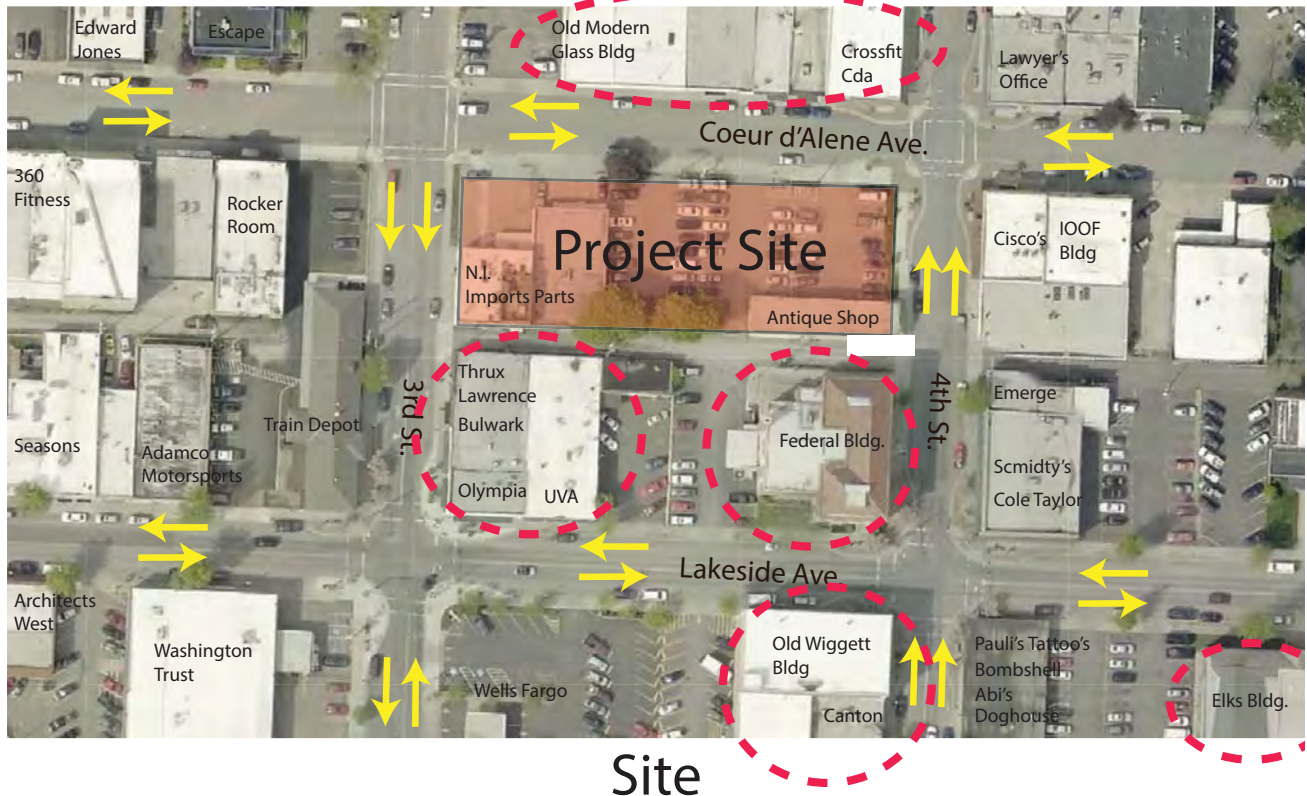 Edward
Jones
Escape
Old Modern
Glass Bldg
Crossfit
Cda
Lawyer's
Office
Coeur d'Alene Ave.
360
Fitness
Rocker
Room
Project Site
N.I.
Imports Parts
Antique Shop
Cisco's
IOOF
Bldg
Thrux
Lawrence
Bulwark
Olympia
UVA
3rd St.
Train Depot
Seasons
Adamco
Motorsports
Federal Bldg.
4th St.
Emerge
Scmidty's
Cole Taylor
Lakeside Ave.
Architects
West
Washington
Trust
Wells Fargo
Old Wiggett
Bldg
Canton
Pauli's Tattoo's
Bombshell
Abi's
Doghouse
Elks Bldg.
Site